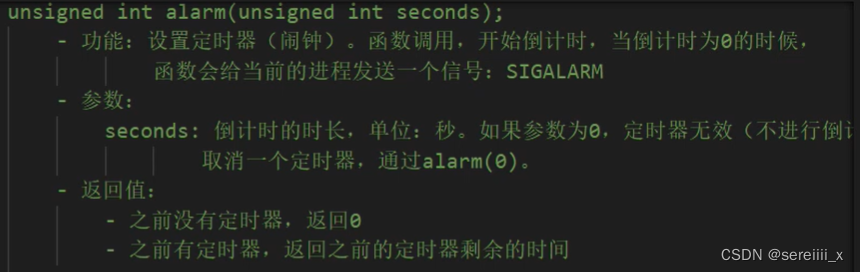 unsigned int alarm(unsigned int seconds);
- 功能：设置定时器（闹钟）。函数调用，开始倒计时，当倒计时为0的时候，
函数会给当前的进程发送一个信号：SIGALARM
- 参数：
seconds: 倒计时的时长，单位：秒。如果参数为0，定时器无效（不进行倒计
取消一个定时器，通过alarm(0)。
- 返回值：
- 之前没有定时器，返回0
- 之前有定时器，返回之前的定时器剩余的时间
CSDN @sereiiii_x